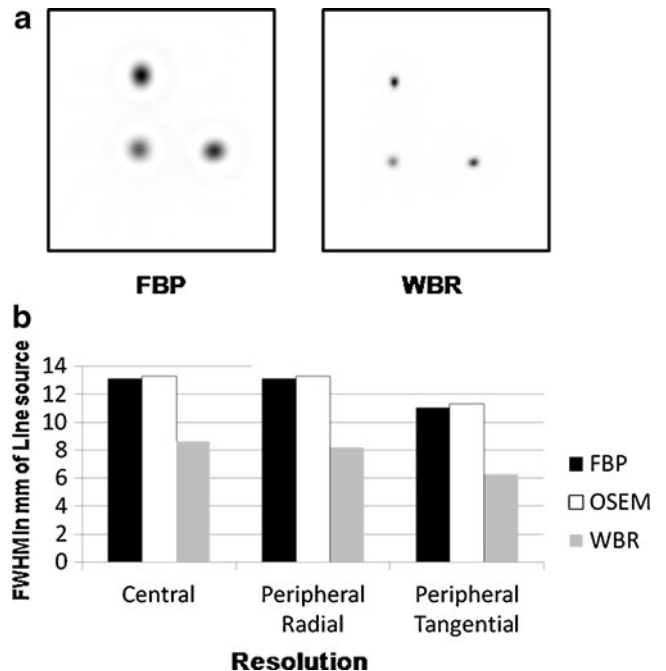 a
FBP
WBR
b
FWHM in mm of Line source
14
12
10
8
6
4
2
0
Central
Peripheral
Radial
Peripheral
Tangential
Resolution
FBP
OSEM
WBR